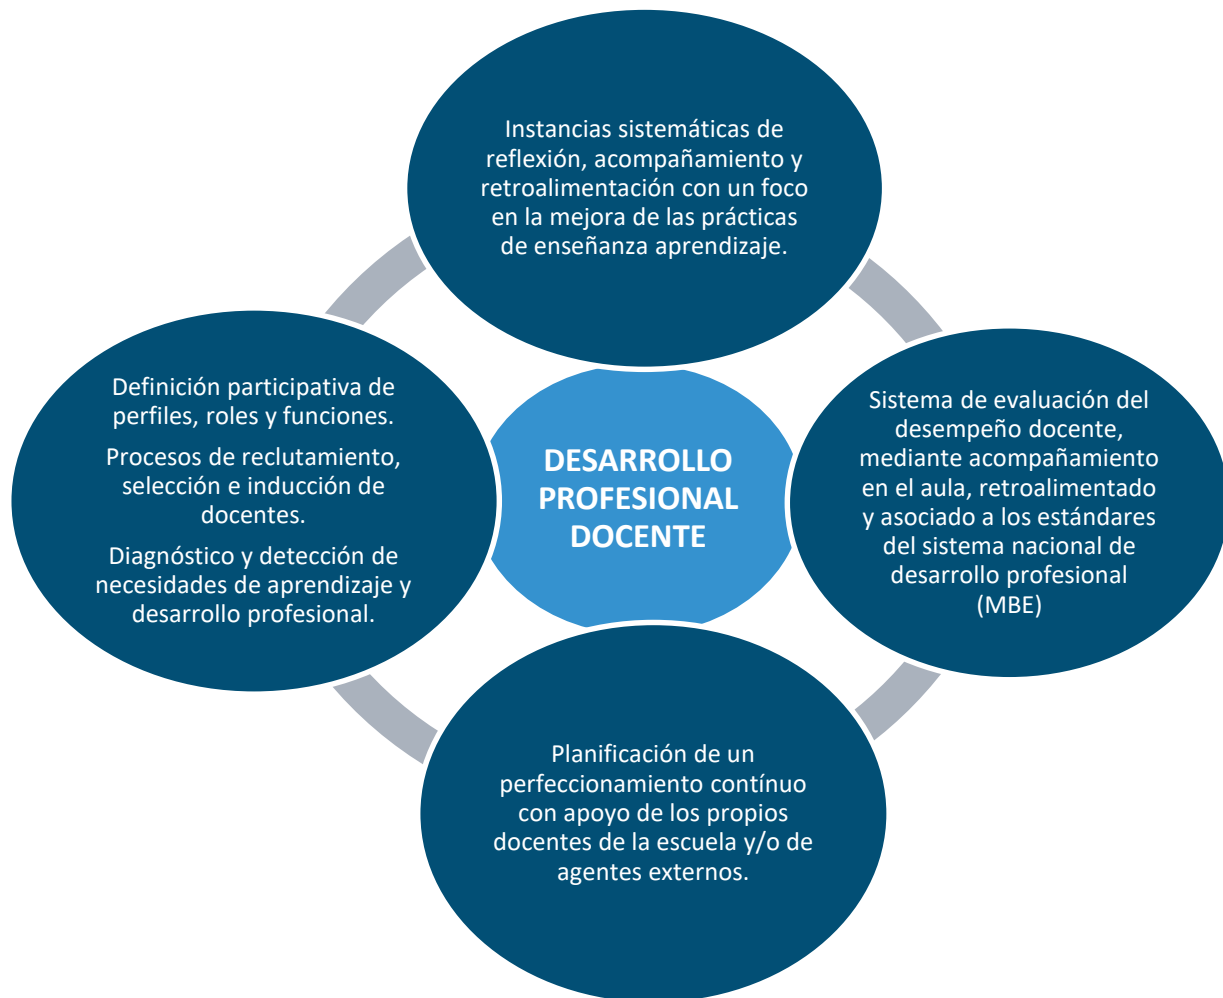 Instancias sistemáticas de
reflexión, acompañamiento y
retroalimentación con un foco
en la mejora de las prácticas
de enseñanza aprendizaje.
Definición participativa de
perfiles, roles y funciones.
Procesos de reclutamiento,
selección e inducción de
docentes.
Diagnóstico y detección de
necesidades de aprendizaje y
desarrollo profesional.
DESARROLLO
PROFESIONAL
DOCENTE
Sistema de evaluación del
desempeño docente,
mediante acompañamiento
en el aula, retroalimentado
y asociado a los estándares
del sistema nacional de
desarrollo profesional
(MBE)
Planificación de un
perfeccionamiento contínuo
con apoyo de los propios
docentes de la escuela y/o de
agentes externos.